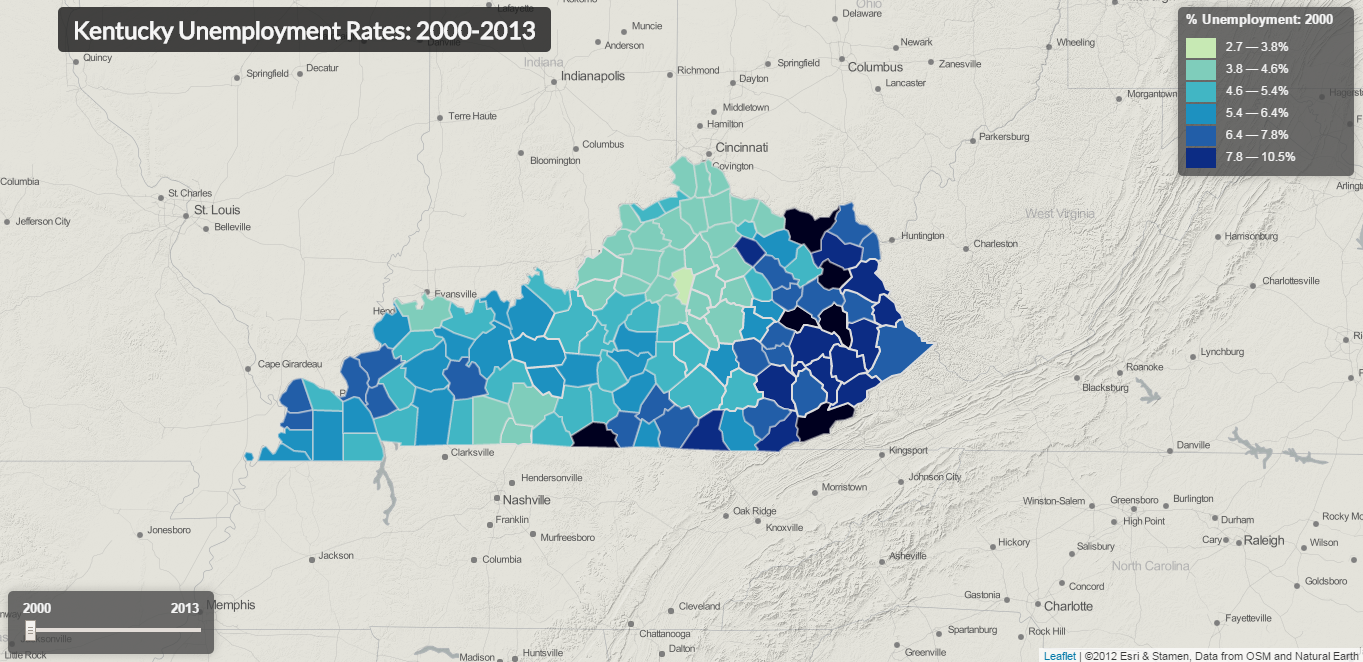 Lafayette
Kokomo
Ohio
Delaware
Kentucky Unemployment Rates: 2000-2013
% Unemployment: 2000
2.7 — 3.8%
3.8 — 4.6%
4.6 — 5.4%
5.4 — 6.4%
6.4 — 7.8%
7.8 — 10.5%
Muncie
Anderson
Danville
Newark
Wheeling
Quincy
Springfield
Decatur
Indiana
Indianapolis
Richmond
Dayton
Springfield
Columbus
Zanesville
Lancaster
Morgantown
Middletown
Hamilton
Terre Haute
Parkersburg
Columbus
Bloomington
Cincinnati
Covington
Columbia
St. Charles
St. Louis
Belleville
Jefferson City
West Virginia
Huntington
Charleston
Harrisonburg
Charlottesville
Evansville
Cape Girardeau
Lynchburg
Roanoke
Blacksburg
Clarksville
Kingsport
Danville
Hendersonville
Nashville
Morristown
Johnson City
Franklin
Murfreesboro
Oak Ridge
Knoxville
Winston-Salem
Greensboro
Burlington
High Point
Durham
Cary
Raleigh
Wilson
Jonesboro
Jackson
Columbia
Hickory
Salisbury
Asheville
North Carolina
Concord
Goldsboro
Gastonia
Charlotte
2000
2013
Memphis
Cleveland
Fayetteville
Chattanooga
Spartanburg
Rock Hill
Dalton
Greenville
Little Rock
Madison
Huntsville
Leaflet | ©2012 Esri & Stamen, Data from OSM and Natural Earth